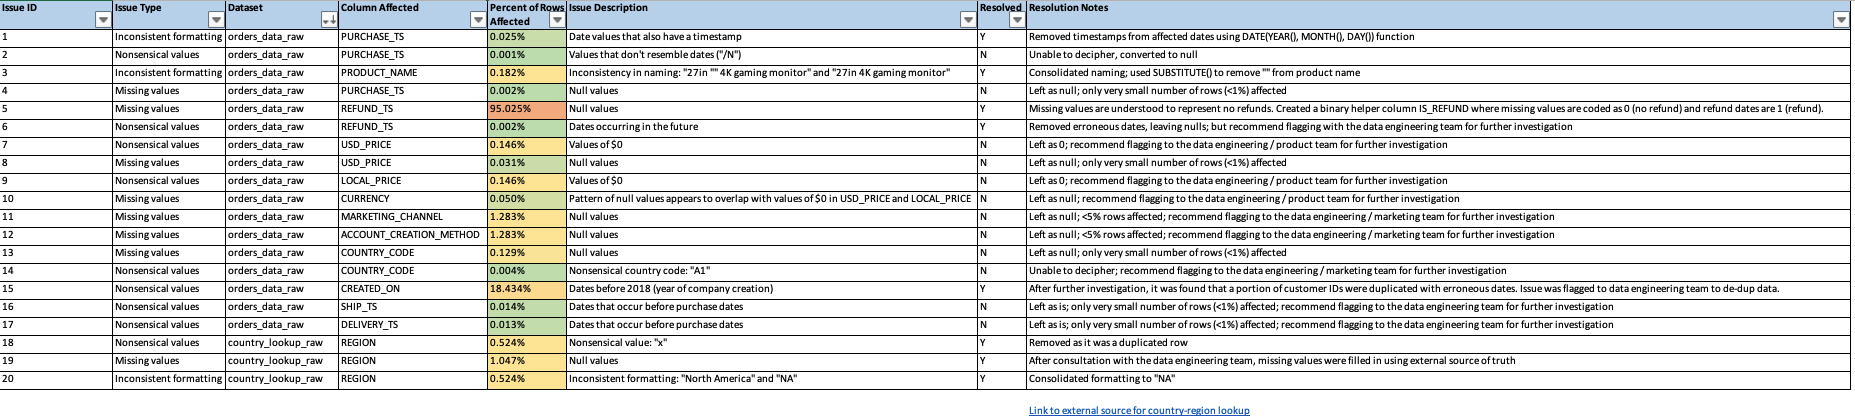 Issue ID Issue Type Dataset Column Affected Percent of Rows Affected Issue Description Resolved Resolution Notes
1 Inconsistent formatting orders_data_raw PURCHASE_TS 0.025% Date values that also have a timestamp Y Removed timestamps from affected dates using DATE(YEAR(), MONTH(), DAY()) function
2 Nonsensical values orders_data_raw PURCHASE_TS 0.001% Values that don't resemble dates ("/N") N Unable to decipher, converted to null
3 Inconsistent formatting orders_data_raw PRODUCT_NAME 0.182% Inconsistency in naming: "27in "" 4K gaming monitor" and "27in 4K gaming monitor" Y Consolidated naming; used SUBSTITUTE() to remove "" from product name
4 Missing values orders_data_raw PURCHASE_TS 0.002% Null values N Left as null; only very small number of rows (<1%) affected
5 Missing values orders_data_raw REFUND_TS 95.025% Null values Y Missing values are understood to represent no refunds. Created a binary helper column IS_REFUND where missing values are coded as 0 (no refund) and refund dates are 1 (refund).
6 Nonsensical values orders_data_raw REFUND_TS 0.002% Dates occurring in the future Y Removed erroneous dates, leaving nulls; but recommend flagging with the data engineering team for further investigation
7 Nonsensical values orders_data_raw USD_PRICE 0.146% Values of $0 N Left as 0; recommend flagging to the data engineering / product team for further investigation
8 Missing values orders_data_raw USD_PRICE 0.031% Null values N Left as null; only very small number of rows (<1%) affected
9 Nonsensical values orders_data_raw LOCAL_PRICE 0.146% Values of $0 N Left as 0; recommend flagging to the data engineering / product team for further investigation
10 Missing values orders_data_raw CURRENCY 0.050% Pattern of null values appears to overlap with values of $0 in USD_PRICE and LOCAL_PRICE N Left as null; recommend flagging to the data engineering / product team for further investigation
11 Missing values orders_data_raw MARKETING_CHANNEL 1.283% Null values N Left as null; <5% rows affected; recommend flagging to the data engineering / marketing team for further investigation
12 Missing values orders_data_raw ACCOUNT_CREATION_METHOD 1.283% Null values N Left as null; <5% rows affected; recommend flagging to the data engineering / marketing team for further investigation
13 Missing values orders_data_raw COUNTRY_CODE 0.129% Null values N Left as null; only very small number of rows (<1%) affected
14 Nonsensical values orders_data_raw COUNTRY_CODE 0.004% Nonsensical country code: "A1" N Unable to decipher; recommend flagging to the data engineering / marketing team for further investigation
15 Nonsensical values orders_data_raw CREATED_ON 18.434% Dates before 2018 (year of company creation) Y After further investigation, it was found that a portion of customer IDs were duplicated with erroneous dates. Issue was flagged to data engineering team to de-dup data.
16 Nonsensical values orders_data_raw SHIP_TS 0.014% Dates that occur before purchase dates N Left as is; only very small number of rows (<1%) affected; recommend flagging to the data engineering team for further investigation
17 Nonsensical values orders_data_raw DELIVERY_TS 0.013% Dates that occur before purchase dates N Left as is; only very small number of rows (<1%) affected; recommend flagging to the data engineering team for further investigation
18 Nonsensical values country_lookup_raw REGION 0.524% Nonsensical value: "x" Y Removed as it was a duplicated row
19 Missing values country_lookup_raw REGION 1.047% Null values Y After consultation with the data engineering team, missing values were filled in using external source of truth
20 Inconsistent formatting country_lookup_raw REGION 0.524% Inconsistent formatting: "North America" and "NA" Y Consolidated formatting to "NA"
Link to external source for country-region lookup